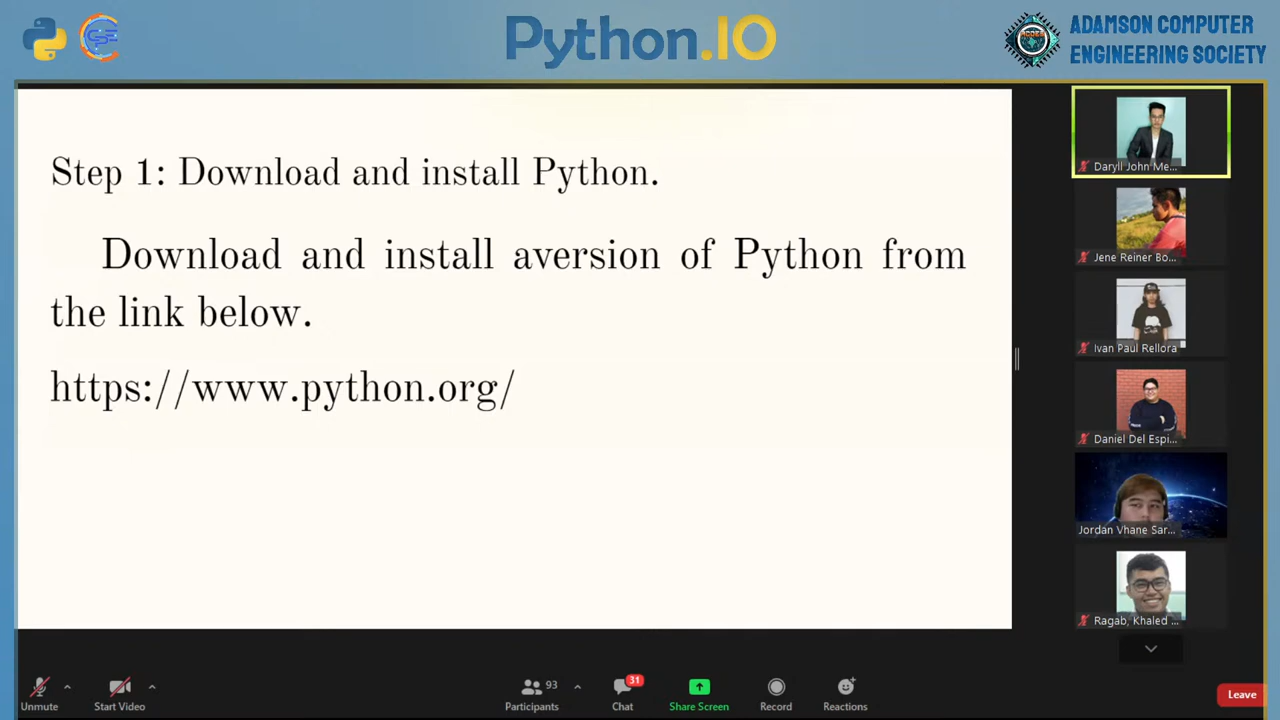 Python.IO
ADAMSON COMPUTER
ENGINEERING SOCIETY
Step 1: Download and install Python.
Download and install aversion of Python from
the link below.
https://www.python.org/
Daryll John Me...
Jene Reiner Bo...
Ivan Paul Rellora
Daniel Del Espi...
Jordan Vhane Sar...
Ragab, Khaled ...
Unmute
Start Video
93
Participants
31
Chat
Share Screen
Record
Reactions
Leave